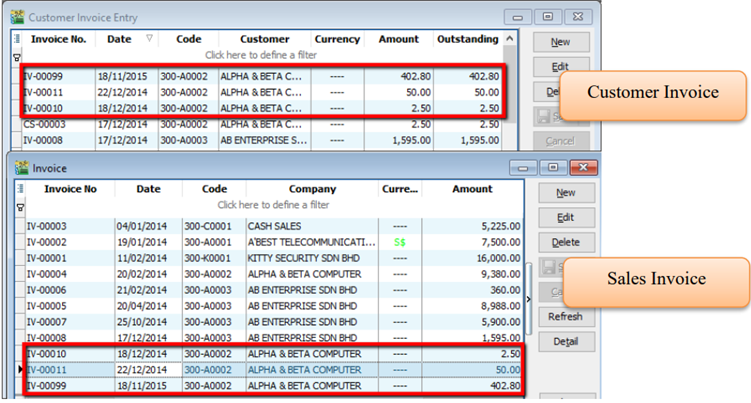 Customer Invoice Entry
Invoice No. Date Code Customer Currency Amount Outstanding
Click here to define a filter
IV-00099 18/11/2015 300-A0002 ALPHA & BETA C... ---- 402.80 402.80
IV-00011 22/12/2014 300-A0002 ALPHA & BETA C... ---- 50.00 50.00
IV-00010 18/12/2014 300-A0002 ALPHA & BETA C... ---- 2.50 2.50
CS-00003 17/12/2014 300-A0002 ALPHA & BETA C... ---- 2.50 2.50
IV-00008 17/12/2014 300-A0003 AB ENTERPRISE S... ---- 1,595.00 1,595.00
New
Edit
De
S
Cancel
Customer Invoice
Invoice
Invoice No Date Code Company Curre... Amount
Click here to define a filter
IV-00003 04/01/2014 300-C0001 CASH SALES ---- 5,225.00
IV-00002 19/01/2014 300-A0001 A'BEST TELECOMMUNICATI... S$ 7,500.00
IV-00001 11/02/2014 300-K0001 KITTY SECURITY SDN BHD ---- 16,000.00
IV-00004 20/02/2014 300-A0002 ALPHA & BETA COMPUTER ---- 9,380.00
IV-00006 21/02/2014 300-A0003 AB ENTERPRISE SDN BHD ---- 360.00
IV-00005 20/04/2014 300-A0003 AB ENTERPRISE SDN BHD ---- 8,988.00
IV-00007 25/10/2014 300-A0003 AB ENTERPRISE SDN BHD ---- 5,900.00
IV-00008 17/12/2014 300-A0003 AB ENTERPRISE SDN BHD ---- 1,595.00
IV-00010 18/12/2014 300-A0002 ALPHA & BETA COMPUTER ---- 2.50
IV-00011 22/12/2014 300-A0002 ALPHA & BETA COMPUTER ---- 50.00
IV-00099 18/11/2015 300-A0002 ALPHA & BETA COMPUTER ---- 402.80
New
Edit
Delete
S
Ca
Refresh
Detail
Sales Invoice